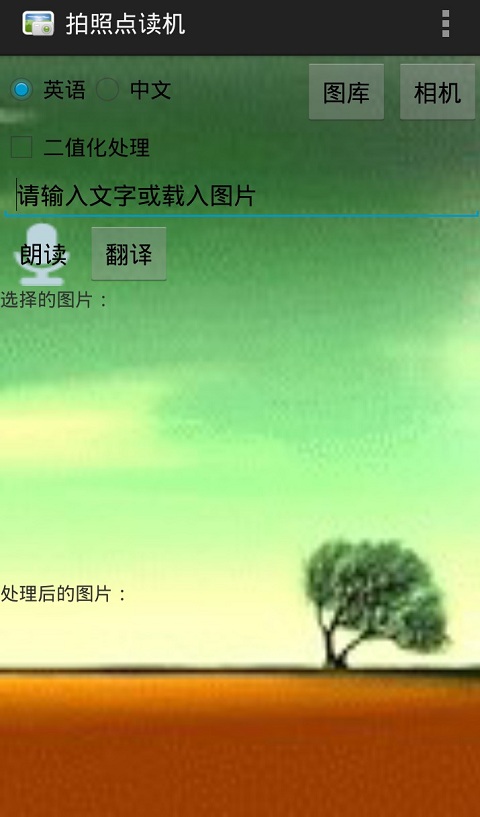 拍照点读机
英语 中文 图库 相机
二值化处理
请输入文字或载入图片
朗读 翻译
选择的图片：
处理后的图片：